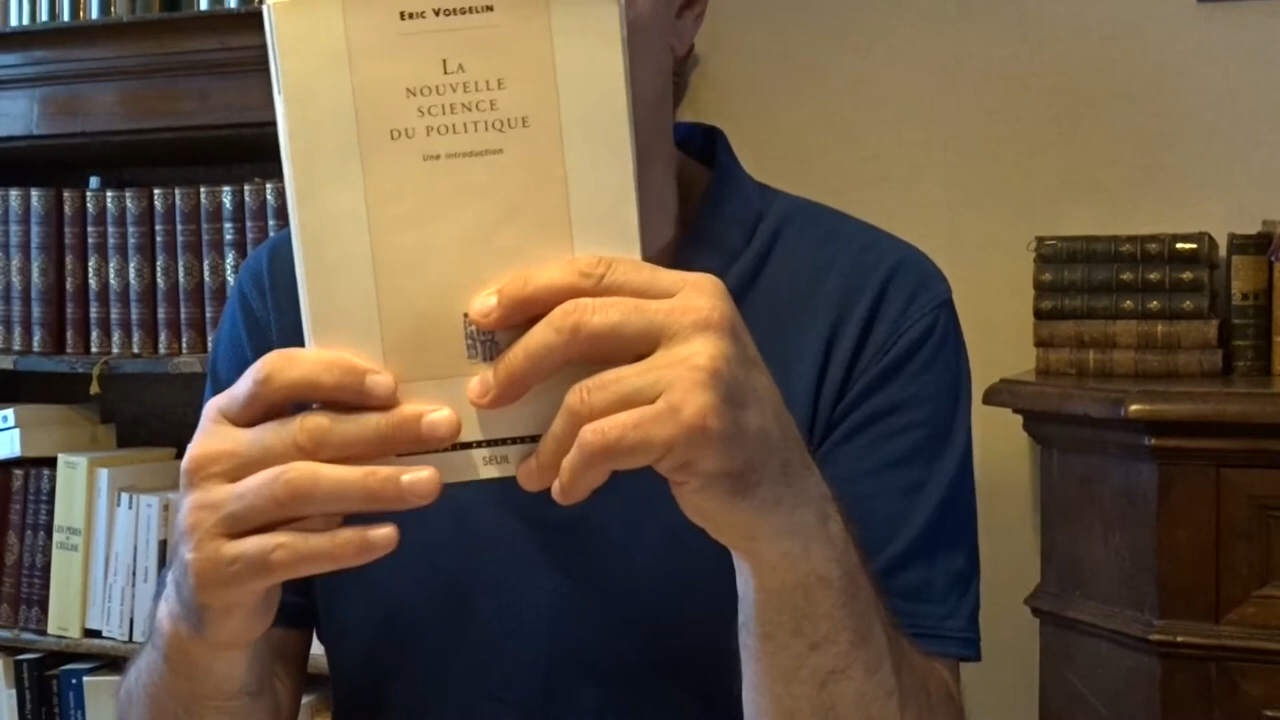 ERIC VOEGELIN
LA
NOUVELLE
SCIENCE
DU POLITIQUE
Une introduction
SEUIL
LES PÈRES
DE
L'ÉGLISE